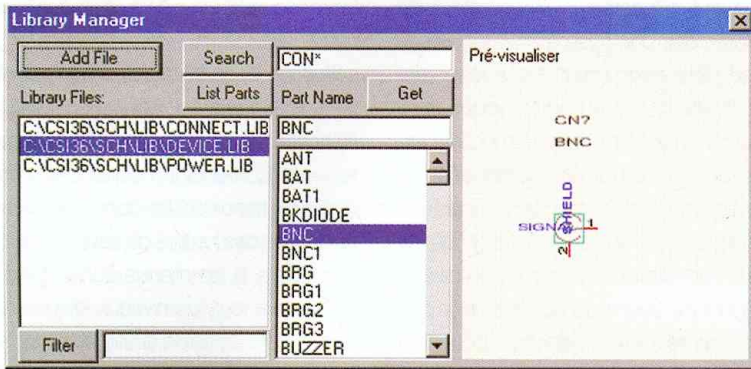 Library Manager
Add File
Search
CON*
Pré-visualiser
Library Files:
List Parts
Part Name
Get
C:\CSI36\SCH\LIB\CONNECT.LIB
C:\CSI36\SCH\LIB\DEVICE.LIB
C:\CSI36\SCH\LIB\POWER.LIB
BNC
ANT
BAT
BAT1
BKDIODE
BNC
BNC1
BRG
BRG1
BRG2
BRG3
BUZZER
Filter
CN?
BNC
SHIELD
1
2